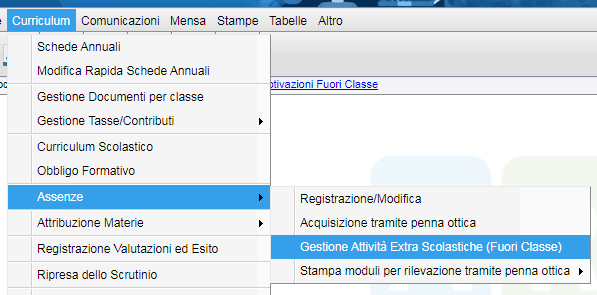 Curriculum Comunicazioni Mensa Stampe Tabelle Altro
Schede Annuali
Modifica Rapida Schede Annuali
otivazioni Fuori Classe
Gestione Documenti per classe
Gestione Tasse/Contributi
Curriculum Scolastico
Obbligo Formativo
Assenze
Registrazione/Modifica
Attribuzione Materie
Acquisizione tramite penna ottica
Registrazione Valutazioni ed Esito
Gestione Attività Extra Scolastiche (Fuori Classe)
Ripresa dello Scrutinio
Stampa moduli per rilevazione tramite penna ottica